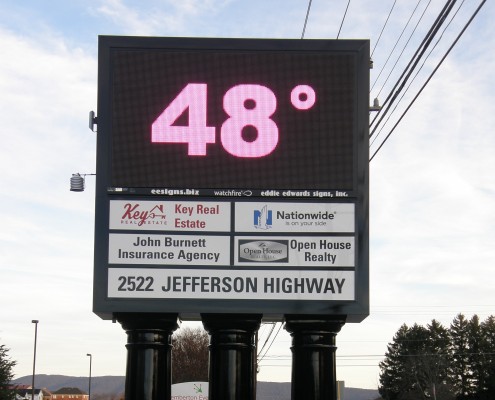 48°
eesigns.biz watchfire eddie edwards signs, inc.
Key REAL ESTATE Key Real Estate
Nationwide®
is on your side
John Burnett
Insurance Agency
Open House Open House
Realty
2522 JEFFERSON HIGHWAY